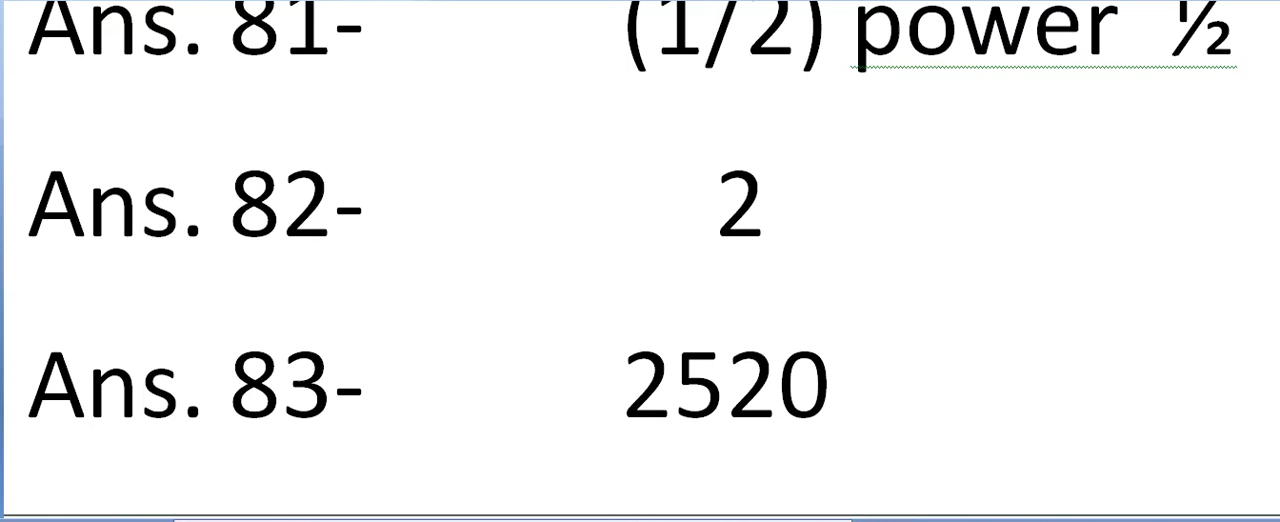 Ans. 81- (1/2) power ½
Ans. 82- 2
Ans. 83- 2520